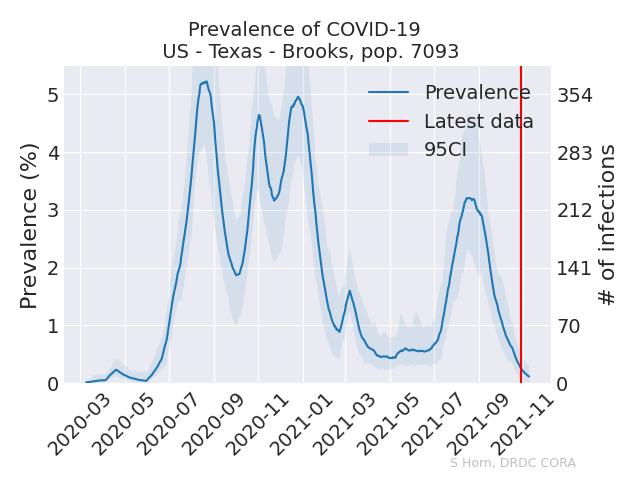 Prevalence of COVID-19
US - Texas - Brooks, pop. 7093
Prevalence
Latest data
95CI
Prevalence (%)
5
4
3
2
1
0
# of infections
354
283
212
141
70
0
2020-03
2020-05
2020-07
2020-09
2020-11
2021-01
2021-03
2021-05
2021-07
2021-09
2021-11
S Horn, DRDC CORA